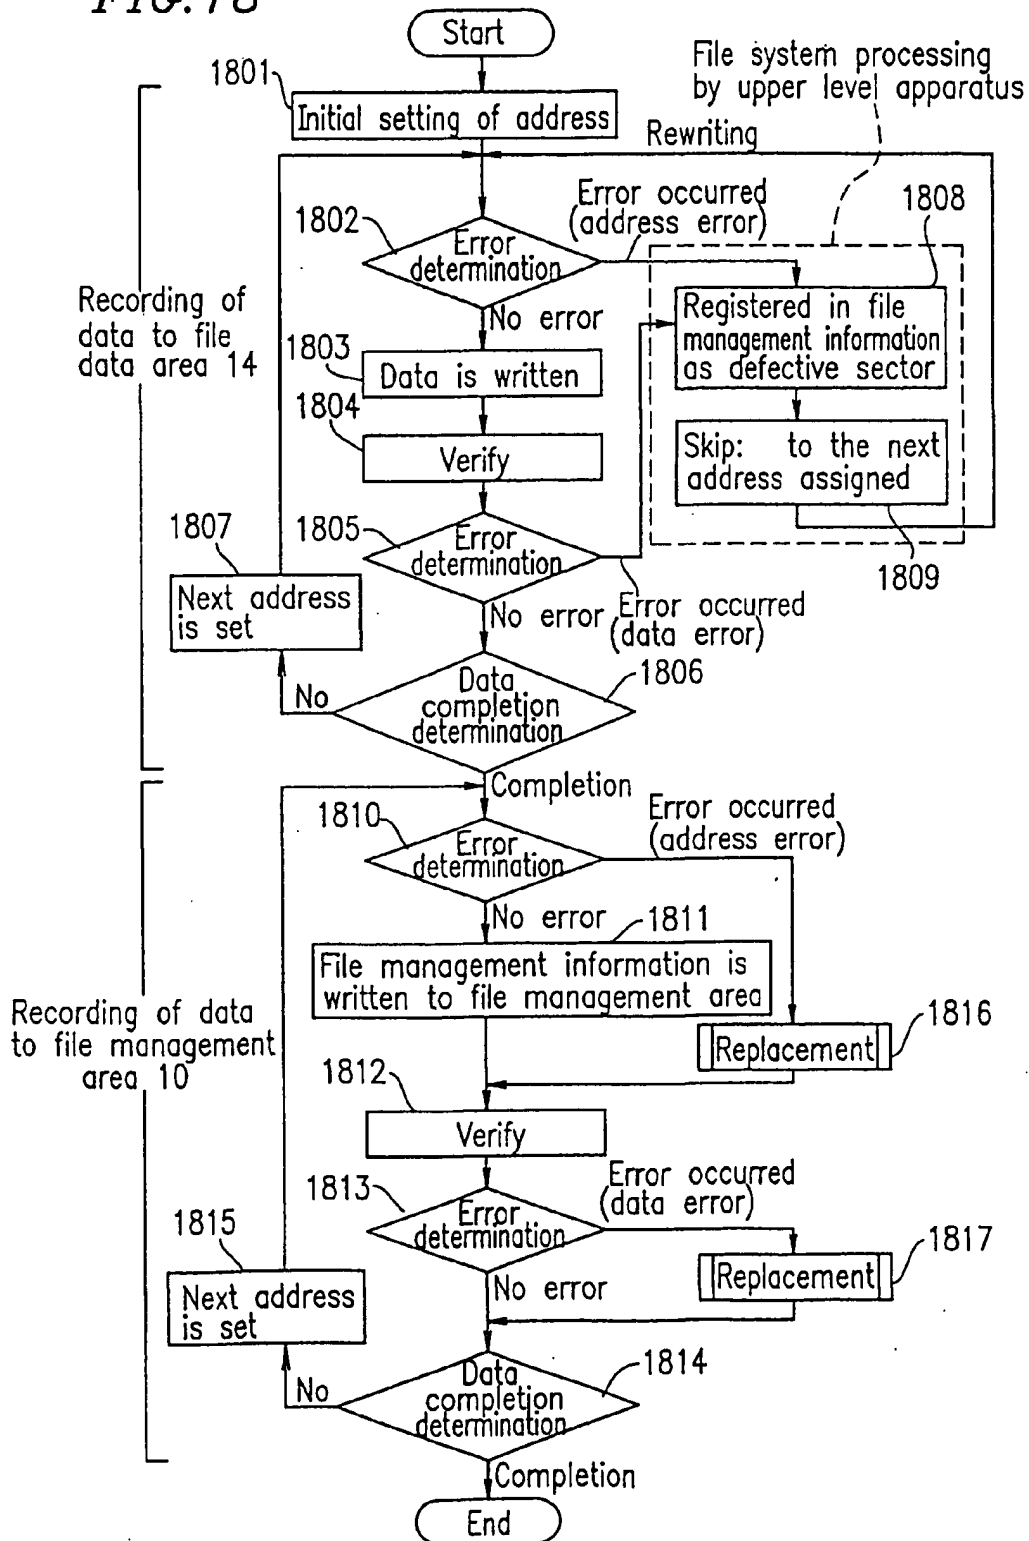 FIG. 18
Start
1801
Initial setting of address
File system processing
by upper level apparatus
Rewriting
1802
Error
determination
Error occurred
(address error)
1808
Recording of
data to file
data area 14
No error
Registered in file
management information
as defective sector
1803
Data is written
1804
Verify
Skip: to the next
address assigned
1809
1805
Error
determination
1807
Next address
is set
No error
Error occurred
(data error)
1806
Data
completion
determination
No
Completion
1810
Error
determination
Error occurred
(address error)
No error
1811
File management information is
written to file management area
Recording of data
to file management
area 10
1816
Replacement
1812
Verify
1813
Error
determination
Error occurred
(data error)
1815
Next address
is set
No error
1817
Replacement
1814
Data
completion
determination
No
Completion
End